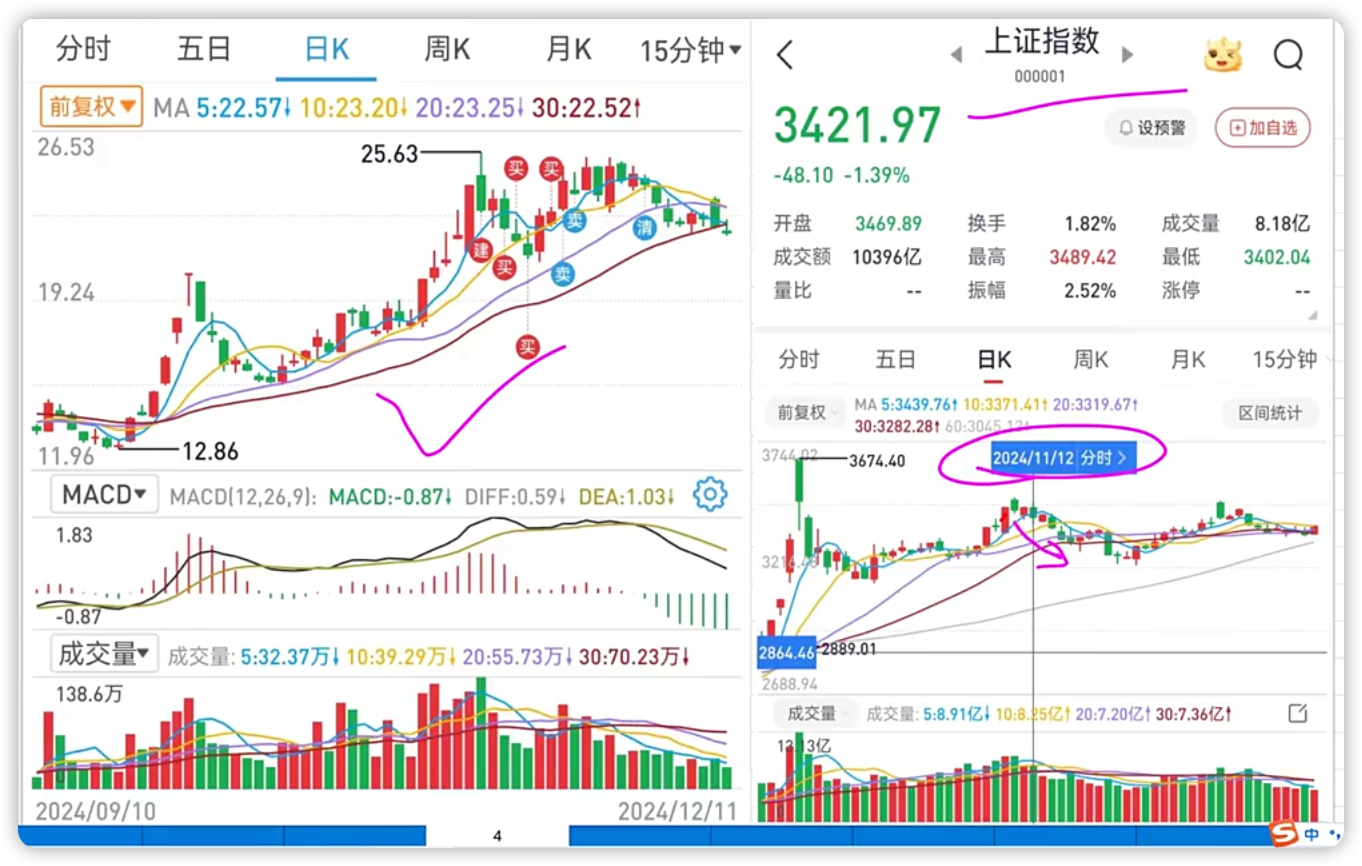 分时 五日 日K 周K 月K 15分钟▼
前复权▼ MA 5:22.57↓ 10:23.20↓ 20:23.25↓ 30:22.52↑
26.53
25.63
买 买
卖
清
建
买
卖
19.24
买
12.86
11.96
MACD▼ MACD(12,26,9): MACD:-0.87↓ DIFF:0.59↓ DEA:1.03↓
1.83
-0.87
成交量▼ 成交量: 5:32.37万↓ 10:39.29万↓ 20:55.73万↓ 30:70.23万↓
138.6万
0
2024/09/10 2024/12/11
上证指数
000001
3421.97
设预警 加自选
-48.10 -1.39%
开盘 3469.89 换手 1.82% 成交量 8.18亿
成交额 10396亿 最高 3489.42 最低 3402.04
量比 -- 振幅 2.52% 涨停 --
分时 五日 日K 周K 月K 15分钟
前复权 MA 5:3439.76↑ 10:3371.41↑ 20:3319.67↑
30:3282.28↑ 60:3045.12↑
区间统计
3744.02
3674.40
2024/11/12 分时 >
2864.46 2889.01
2688.94
成交量 成交量: 5:8.91亿↓ 10:8.25亿↑ 20:7.20亿↑ 30:7.36亿↑
13.13亿
4
S 中